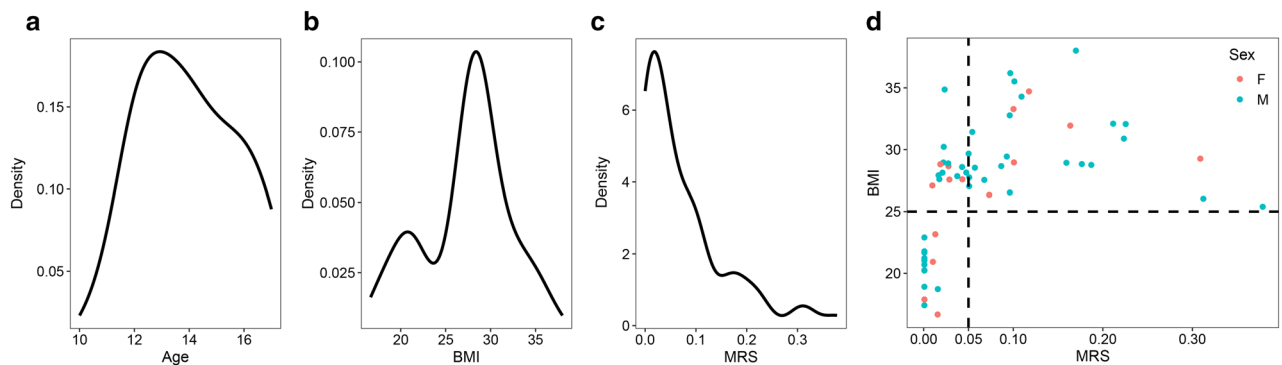 a
Density
0.15
0.10
0.05
10 12 14 16
Age
b
Density
0.100
0.075
0.050
0.025
20 25 30 35
BMI
c
Density
6
4
2
0
0.0 0.1 0.2 0.3
MRS
d
BMI
35
30
25
20
0.00 0.05 0.10 0.20 0.30
MRS
Sex
F
M